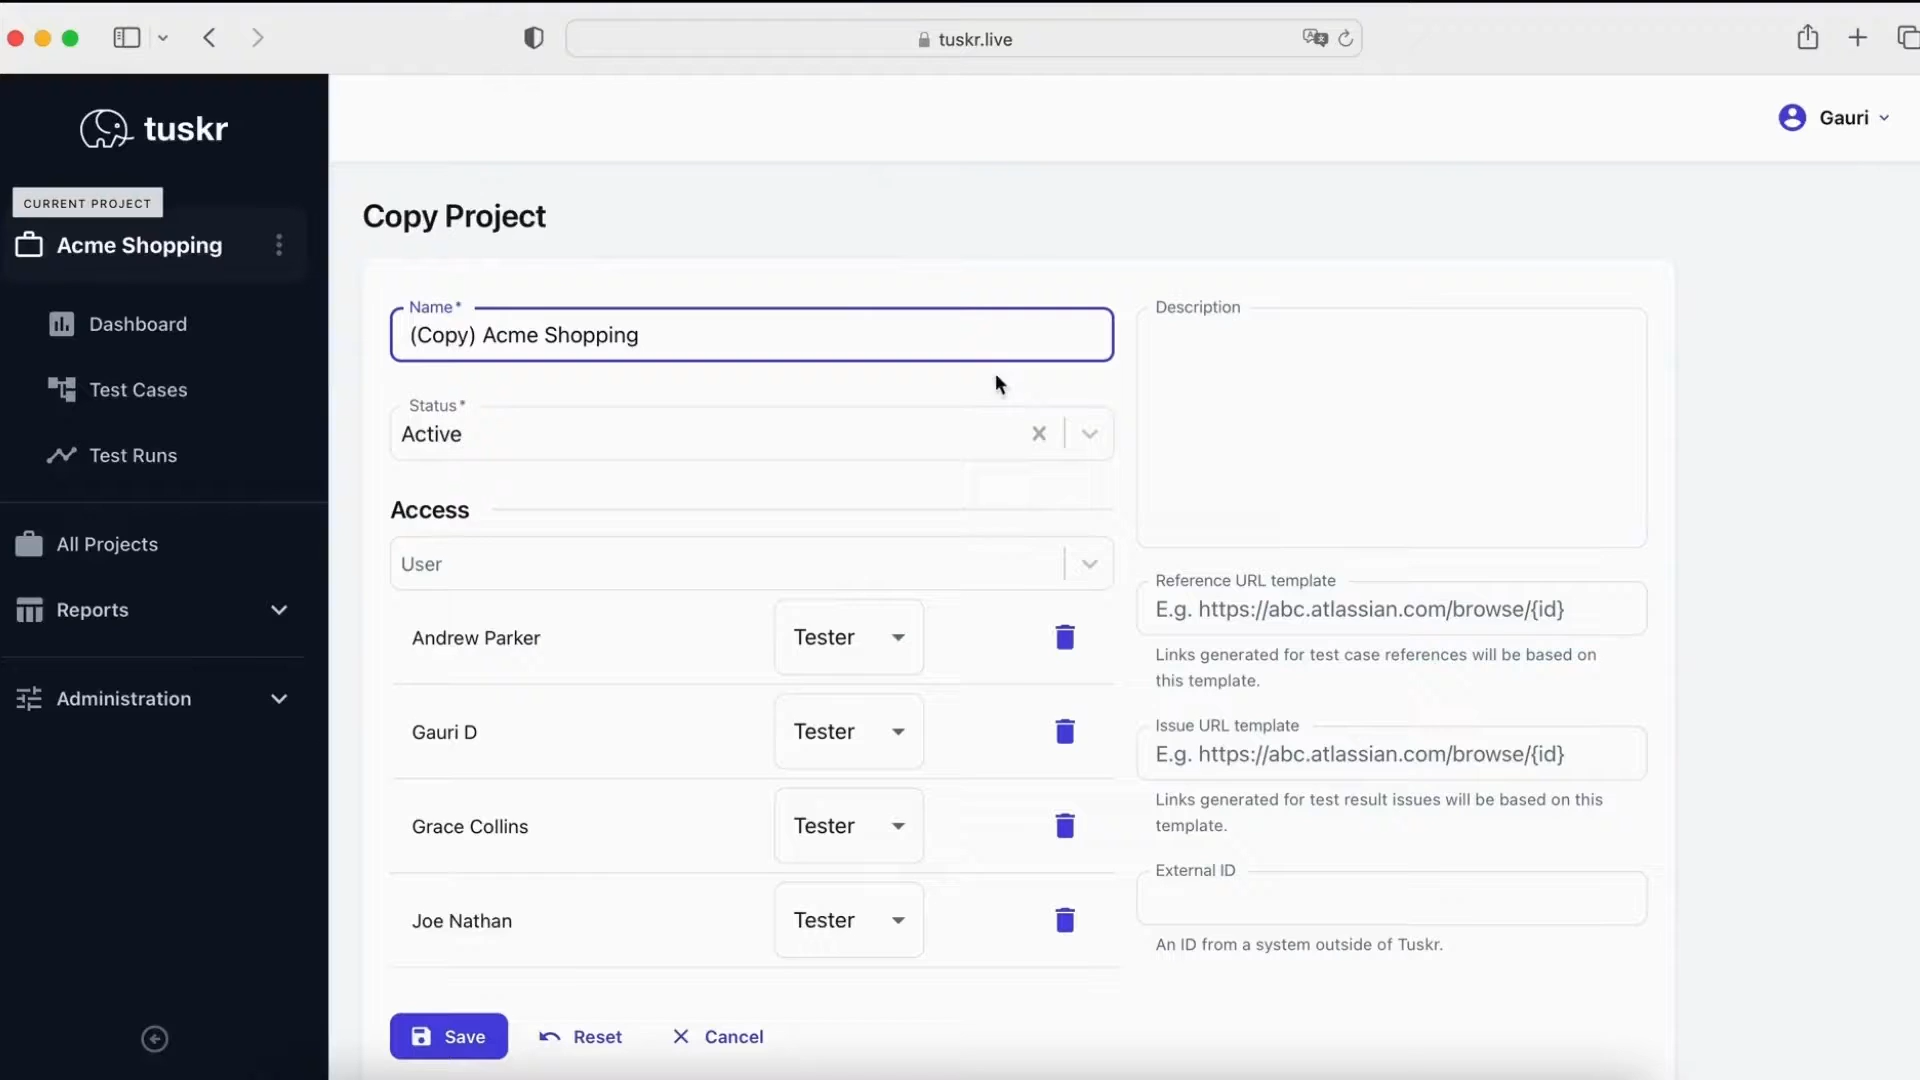 tuskr.live
tuskr
Gauri
CURRENT PROJECT
Acme Shopping
Dashboard
Test Cases
Test Runs
All Projects
Reports
Administration
Copy Project
Name*
(Copy) Acme Shopping
Status*
Active
Access
User
Andrew Parker
Tester
Gauri D
Tester
Grace Collins
Tester
Joe Nathan
Tester
Save
Reset
Cancel
Description
Reference URL template
E.g. https://abc.atlassian.com/browse/{id}
Links generated for test case references will be based on
this template.
Issue URL template
E.g. https://abc.atlassian.com/browse/{id}
Links generated for test result issues will be based on this
template.
External ID
An ID from a system outside of Tuskr.